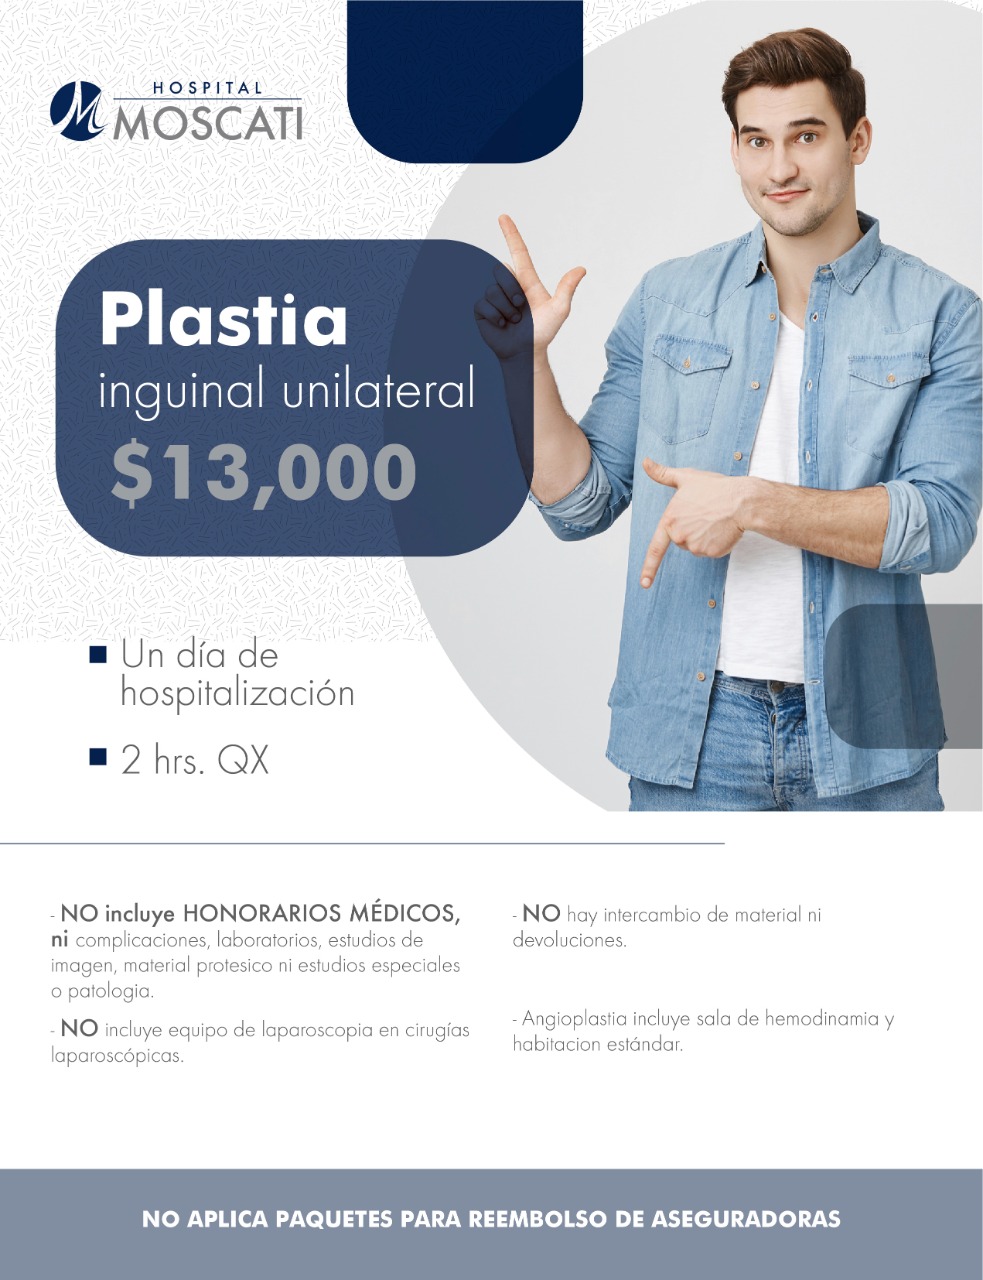 HOSPITAL
MOSCATI
Plastia
inguinal unilateral
$13,000
Un día de
hospitalización
2 hrs. QX
- NO incluye HONORARIOS MÉDICOS,
ni complicaciones, laboratorios, estudios de
imagen, material protesico ni estudios especiales
o patologia.
- NO incluye equipo de laparoscopia en cirugías
laparoscópicas.
- NO hay intercambio de material ni
devoluciones.
- Angioplastia incluye sala de hemodinamia y
habitacion estándar.
NO APLICA PAQUETES PARA REEMBOLSO DE ASEGURADORAS